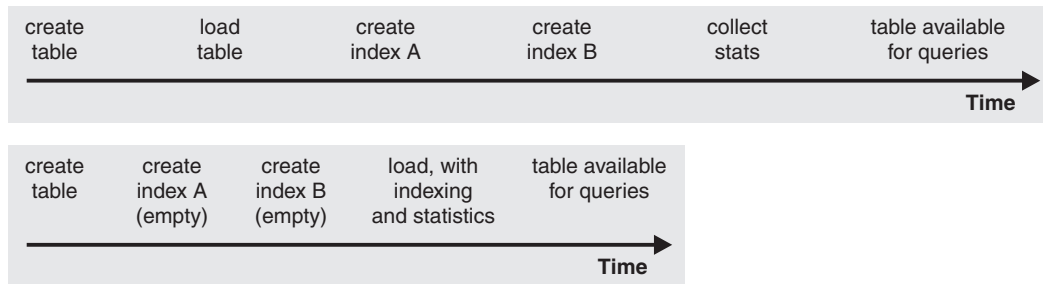 create load create create collect table available
table table index A index B stats for queries
Time
create create create load, with table available
table index A index B indexing for queries
(empty) (empty) and statistics
Time